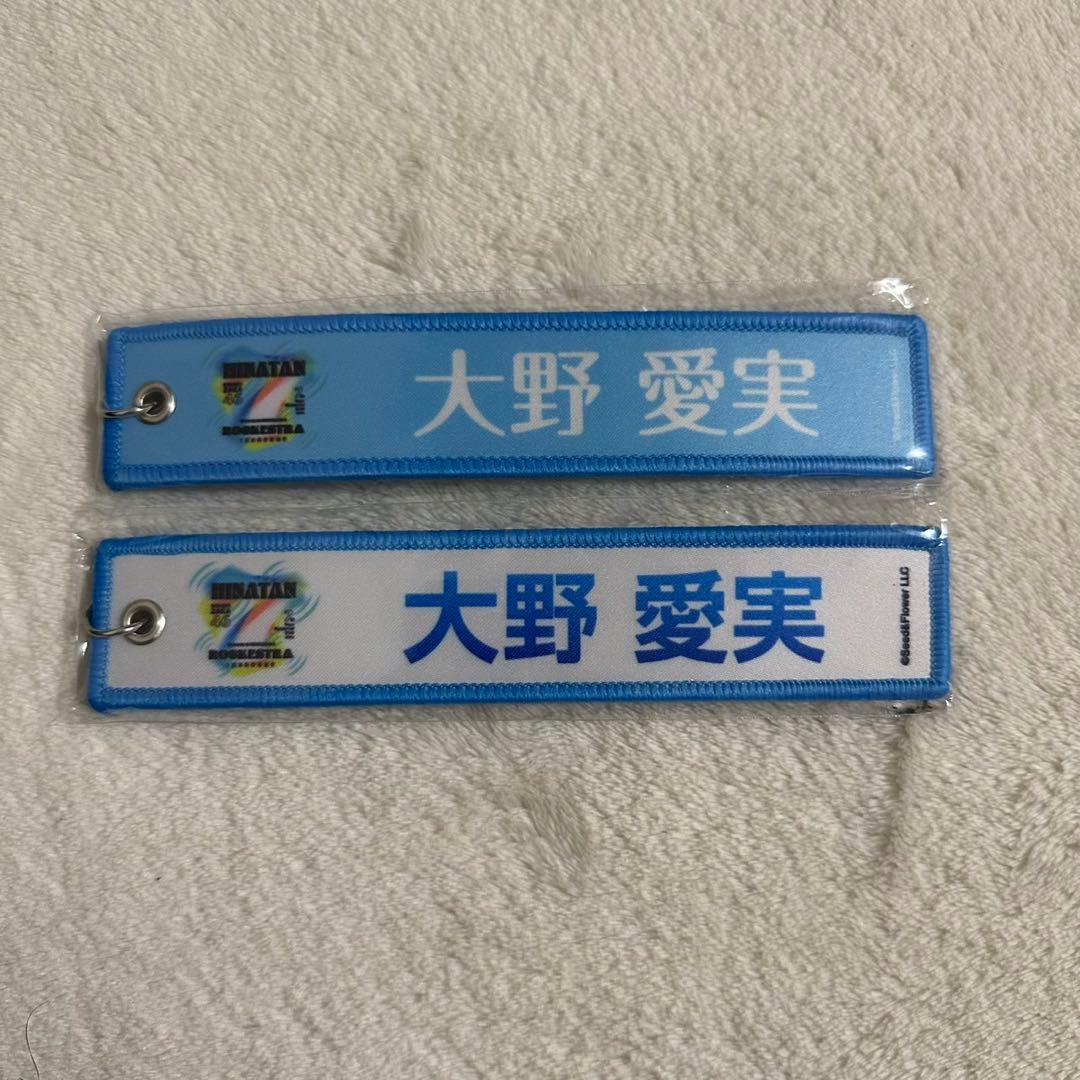 HINATAN
ROCKESTRA
大野 愛実
HINATAN
ROCKESTRA
大野 愛実
©Seed&Flower LLC